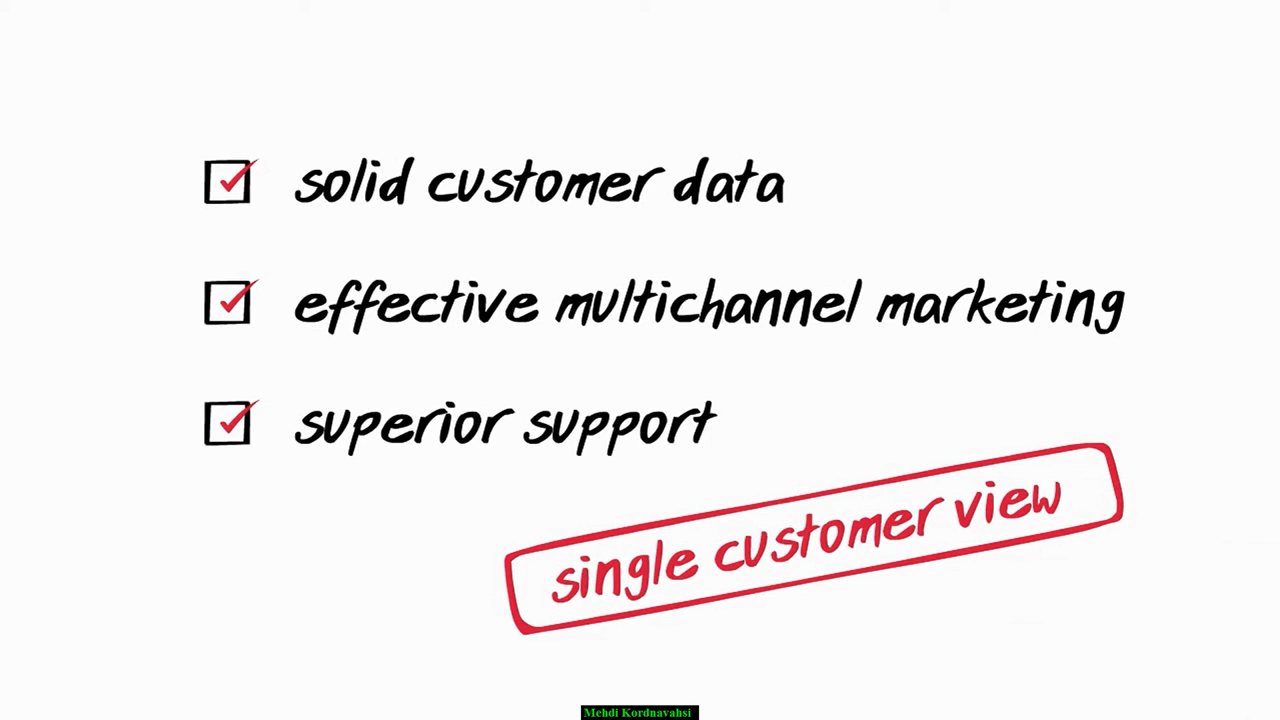 solid customer data
effective multichannel marketing
superior support
single customer view
Mehdi Kordnavahsi